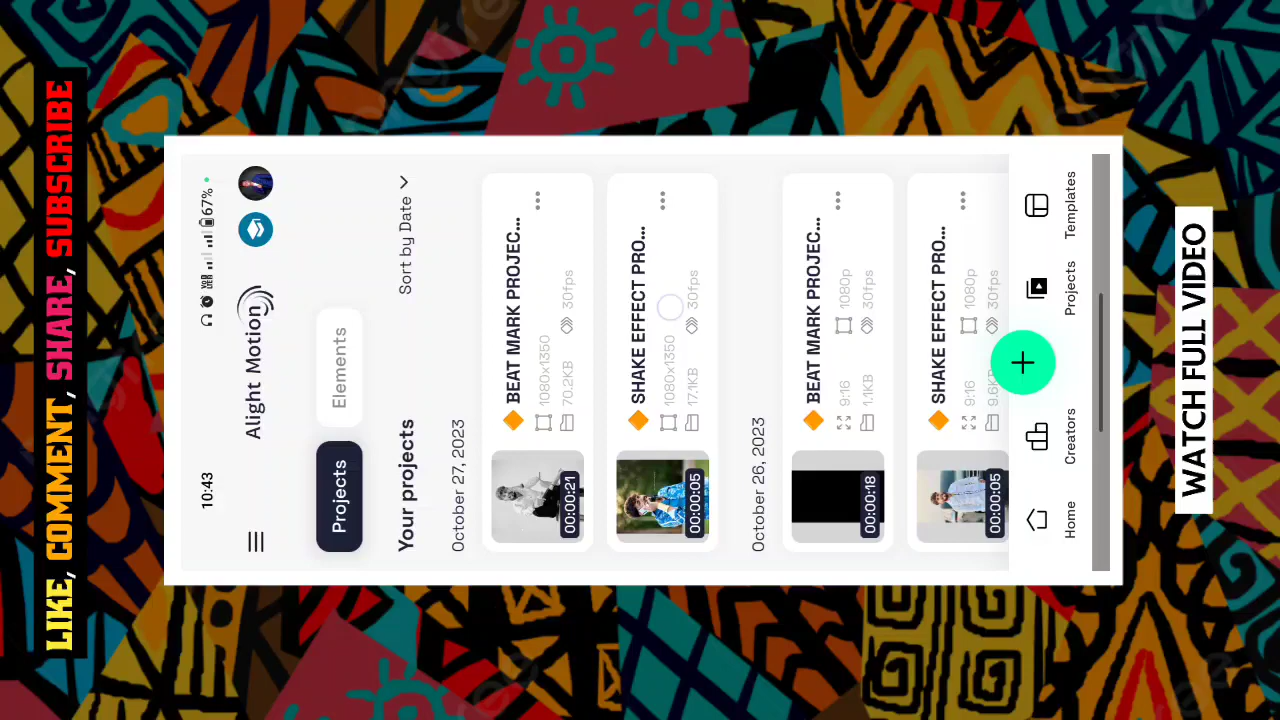 LIKE, COMMENT, SHARE, SUBSCRIBE
10:43
67%
Alight Motion
Projects
Elements
Your projects
Sort by Date
October 27, 2023
BEAT MARK PROJEC...
1080x1350
70.2KB
30fps
00:00:21
SHAKE EFFECT PRO...
1080x1350
17.1KB
30fps
00:00:05
October 26, 2023
BEAT MARK PROJEC...
9:16
1080p
1.1KB
30fps
00:00:18
SHAKE EFFECT PRO...
9:16
1080p
9.6KB
30fps
00:00:05
Home
Creators
Projects
Templates
WATCH FULL VIDEO